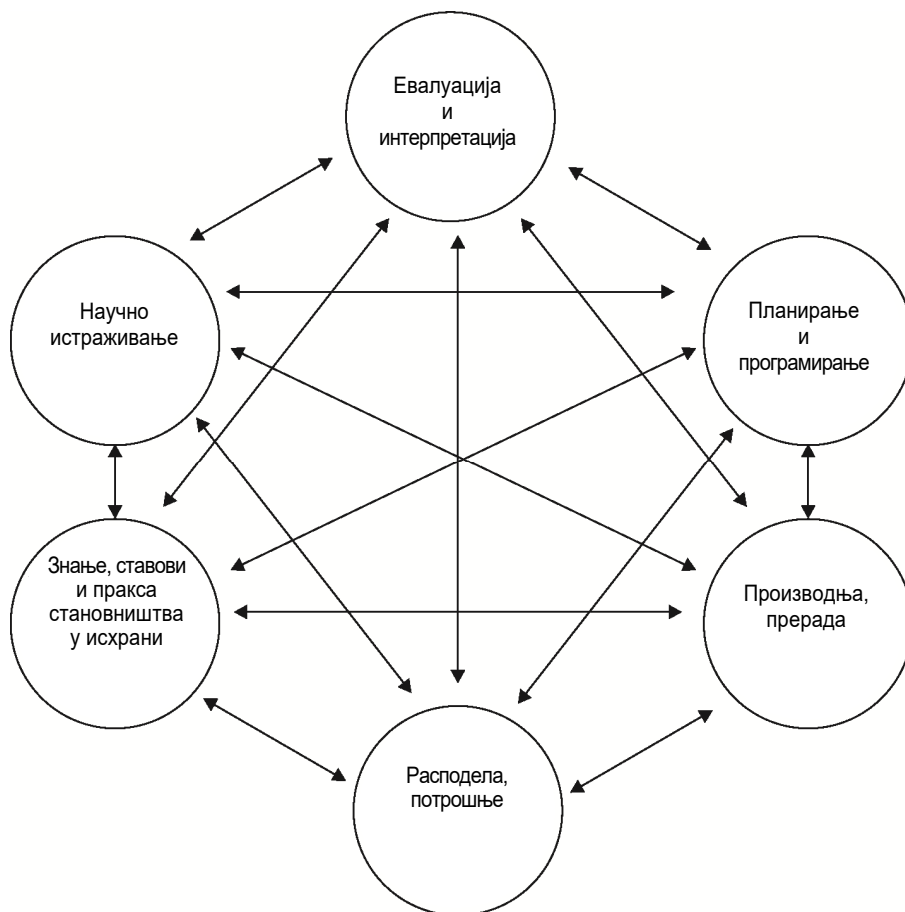 Евалуација
и
интерпретација
Научно
истраживање
Планирање
и
програмирање
Знање, ставови
и пракса
становништва
у исхрани
Производња,
прерада
Расподела,
потрошње